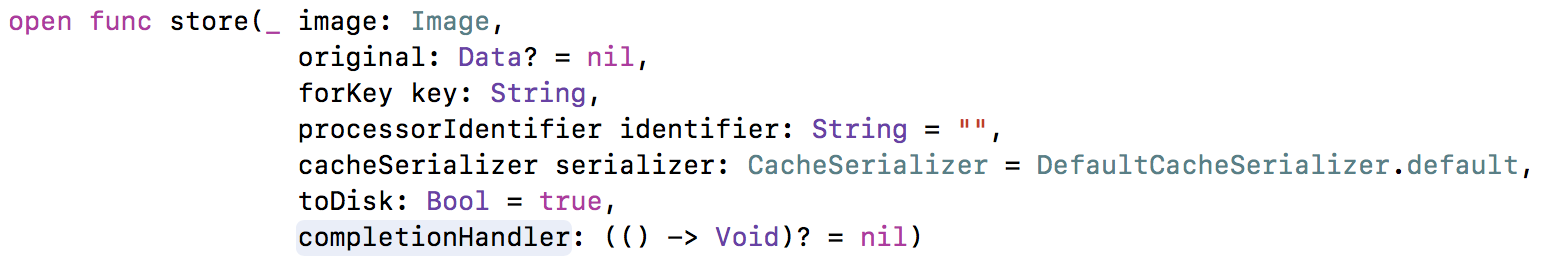 open func store(_ image: Image,
original: Data? = nil,
forKey key: String,
processorIdentifier identifier: String = "",
cacheSerializer serializer: CacheSerializer = DefaultCacheSerializer.default,
toDisk: Bool = true,
completionHandler: (() -> Void)? = nil)